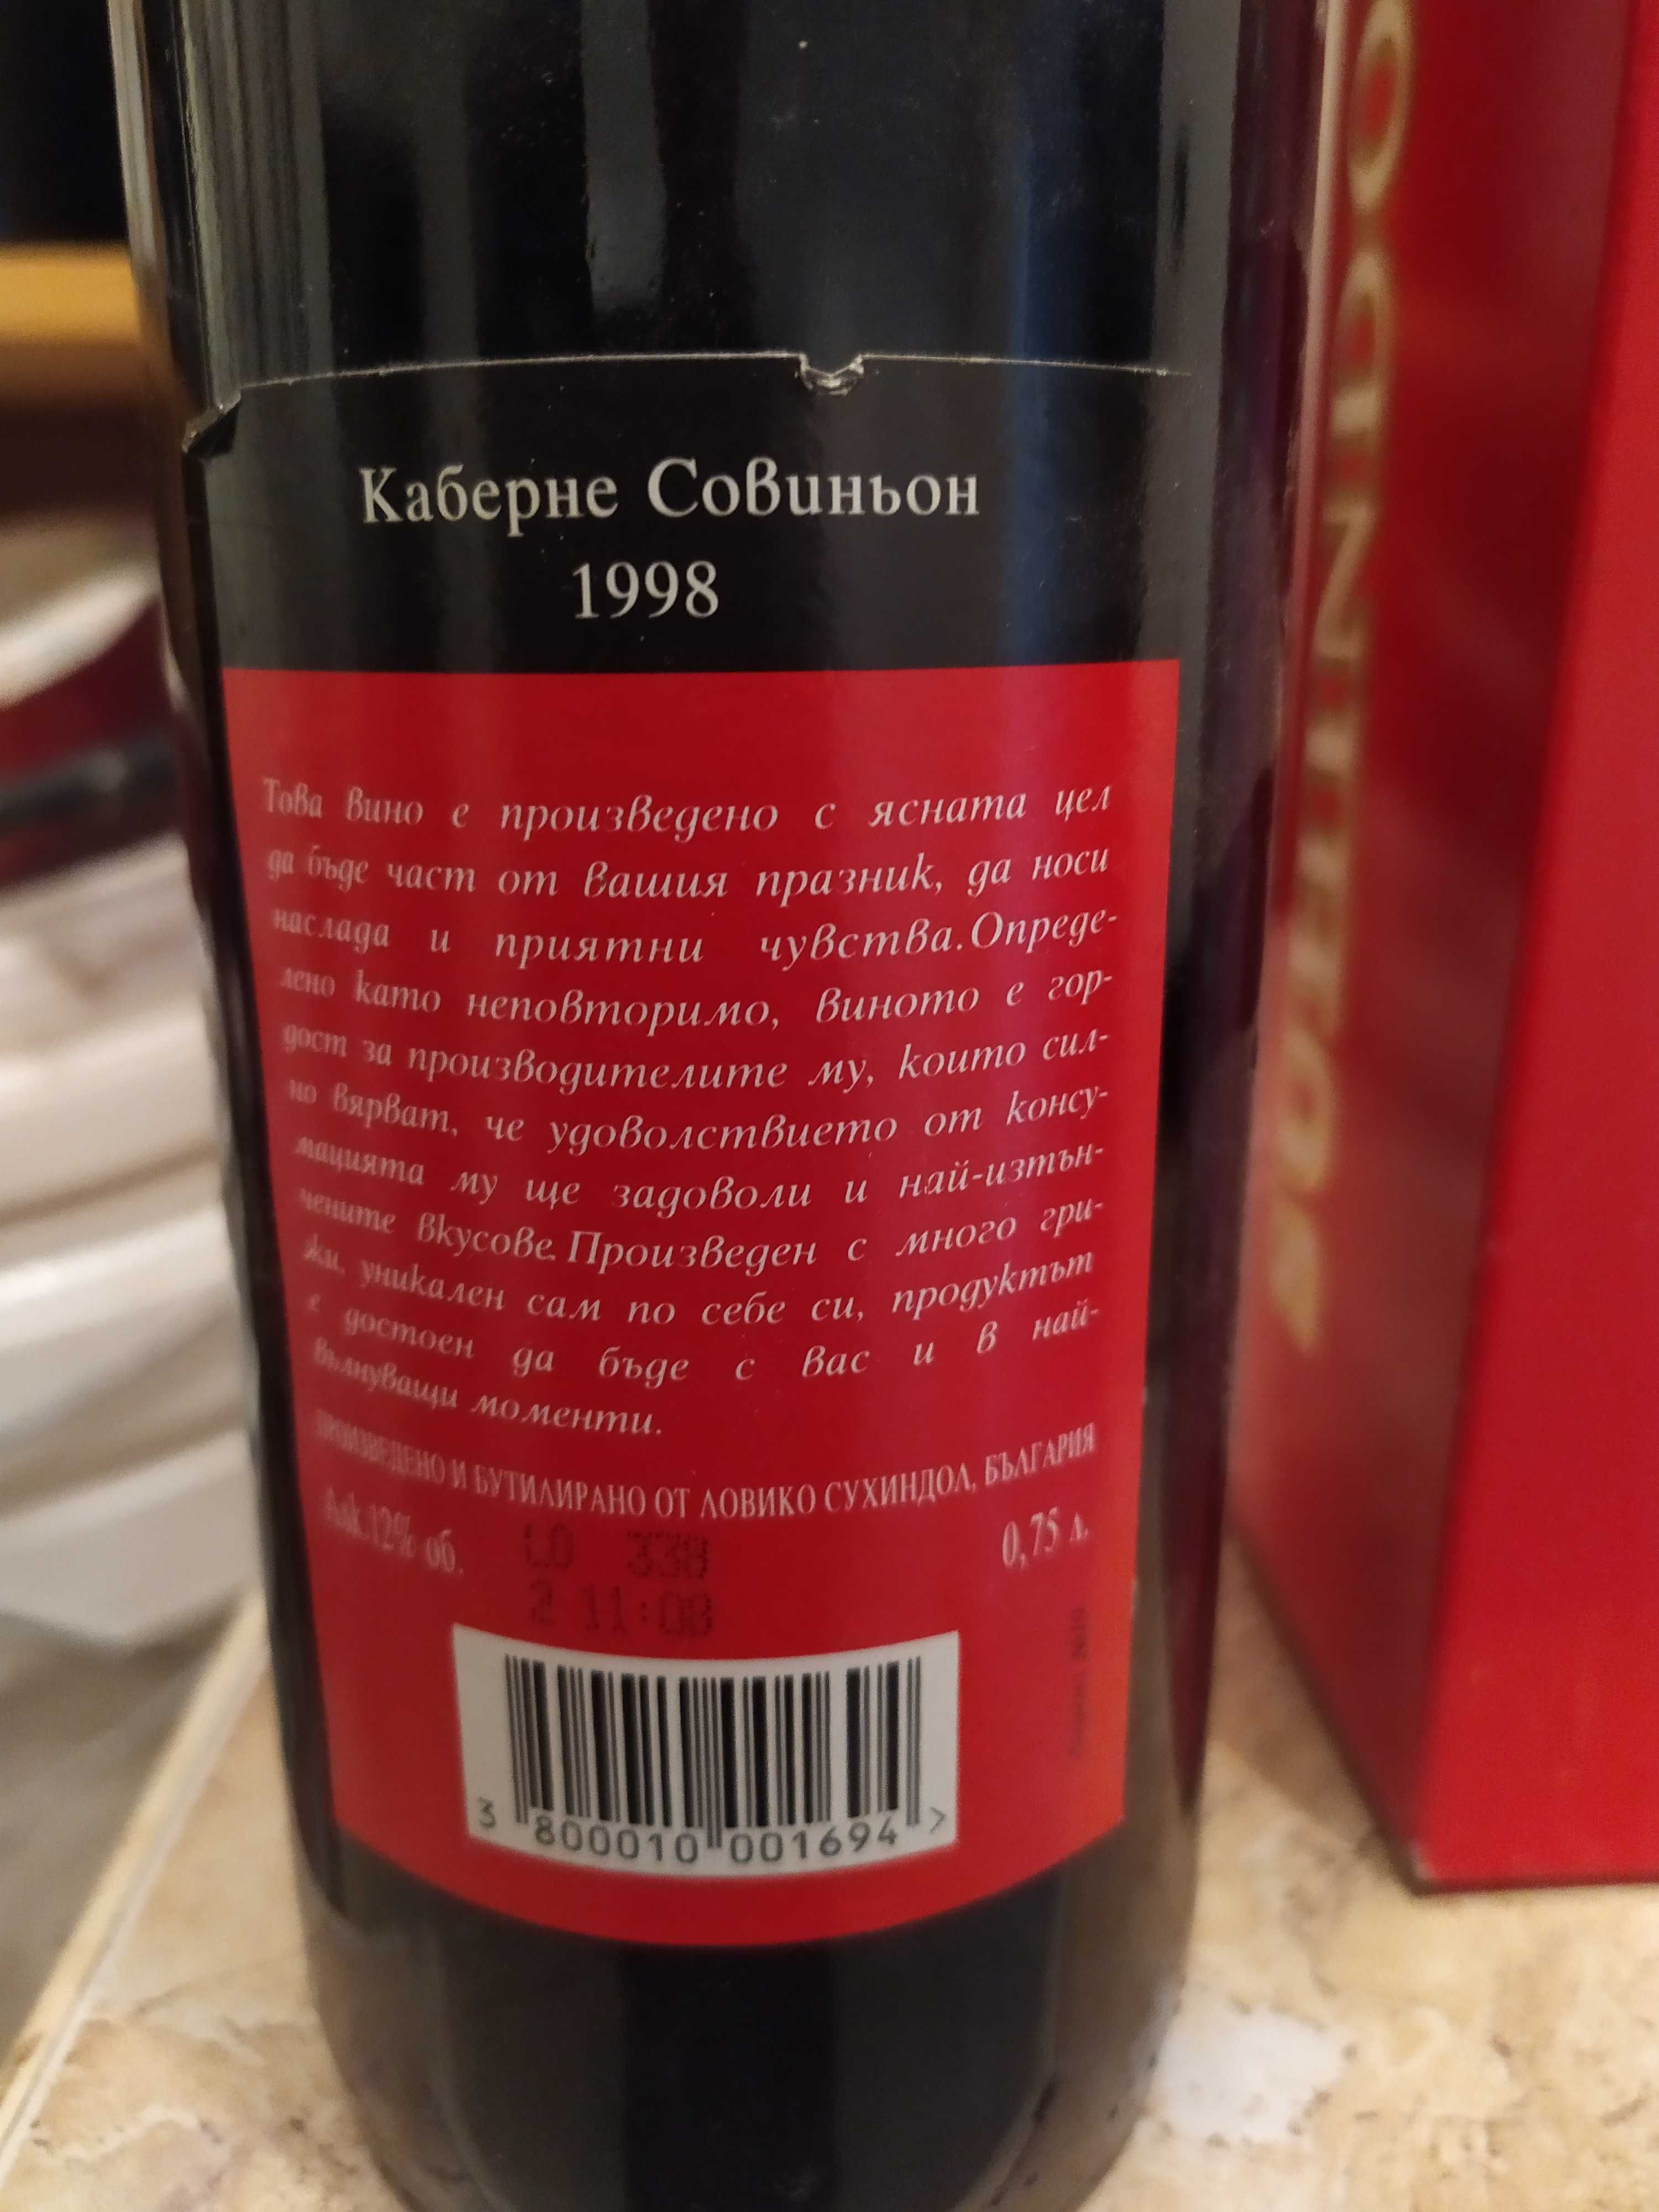 Каберне Совиньон
1998
Това вино е произведено с ясната цел
да бъде част от вашия празник, да носи
наслада и приятни чувства.Опреде-
лено като неповторимо, виното е гор-
дост за производителите му, които сил-
но вярват, че удоволствието от консу-
мацията му ще задоволи и най-изтън-
чените вкусове.Произведен с много гри-
жи, уникален сам по себе си, продуктът
е достоен да бъде с вас и в най-
вълнуващи моменти.
ПРОИЗВЕДЕНО И БУТИЛИРАНО ОТ ЛОВИКО СУХИНДОЛ, БЪЛГАРИЯ
Алк.12% об.
0,75 л.
LO 338
2 11:08
3 800010 001694 >